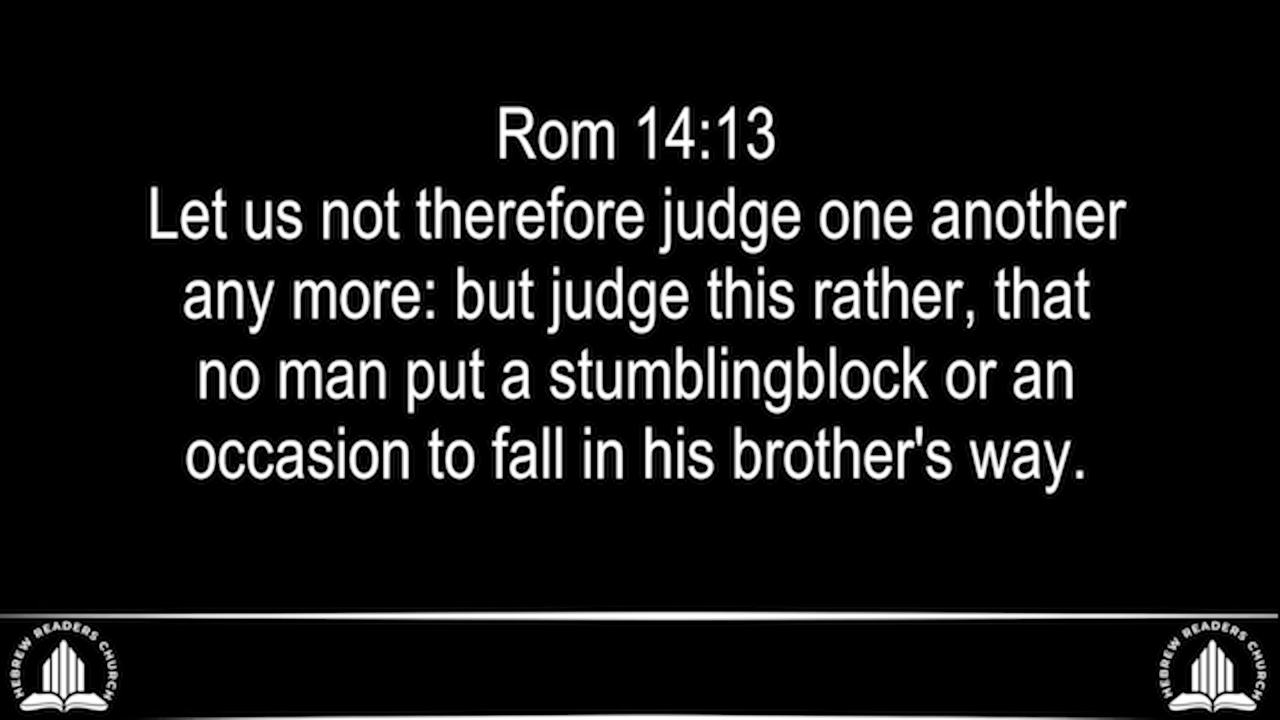 Rom 14:13
Let us not therefore judge one another
any more: but judge this rather, that
no man put a stumblingblock or an
occasion to fall in his brother's way.
HEBREW READERS CHURCH
HEBREW READERS CHURCH